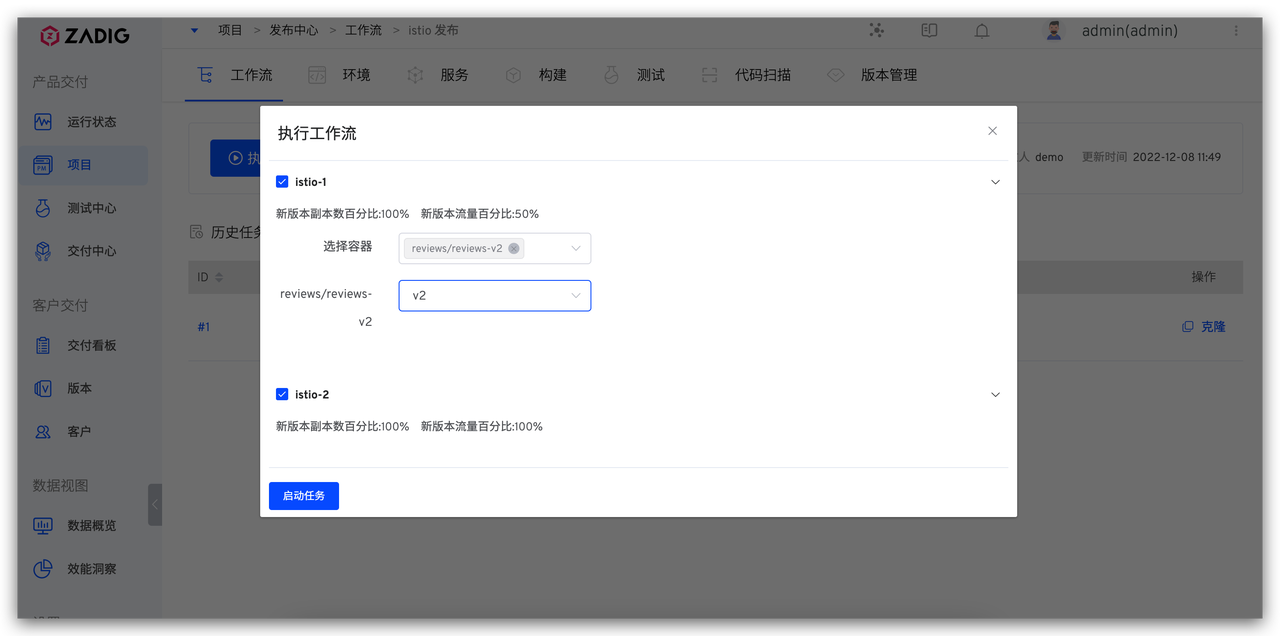 ZADIG
项目 > 发布中心 > 工作流 > istio 发布
admin(admin)
产品交付
运行状态
项目
测试中心
交付中心
客户交付
交付看板
版本
客户
数据视图
数据概览
效能洞察
工作流
环境
服务
构建
测试
代码扫描
版本管理
执
人 demo
更新时间 2022-12-08 11:49
历史任务
ID
操作
#1
克隆
执行工作流
istio-1
新版本副本数百分比:100% 新版本流量百分比:50%
选择容器
reviews/reviews-v2
reviews/reviews-
v2
v2
istio-2
新版本副本数百分比:100% 新版本流量百分比:100%
启动任务